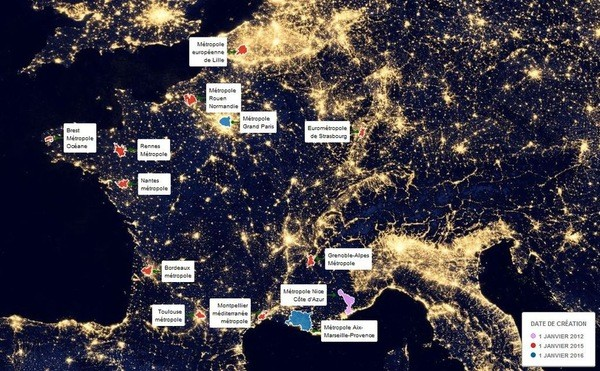 Métropole
européenne
de Lille
Métropole
Rouen
Normandie
Métropole
Grand Paris
Brest
Métropole
Océane
Rennes
Métropole
Eurométropole
de Strasbourg
Nantes
métropole
Grenoble-Alpes
Métropole
Bordeaux
métropole
Métropole Nice
Côte d'Azur
Toulouse
métropole
Montpellier
méditerranée
métropole
Métropole Aix-
Marseille-Provence
DATE DE CRÉATION
1 JANVIER 2012
1 JANVIER 2015
1 JANVIER 2016